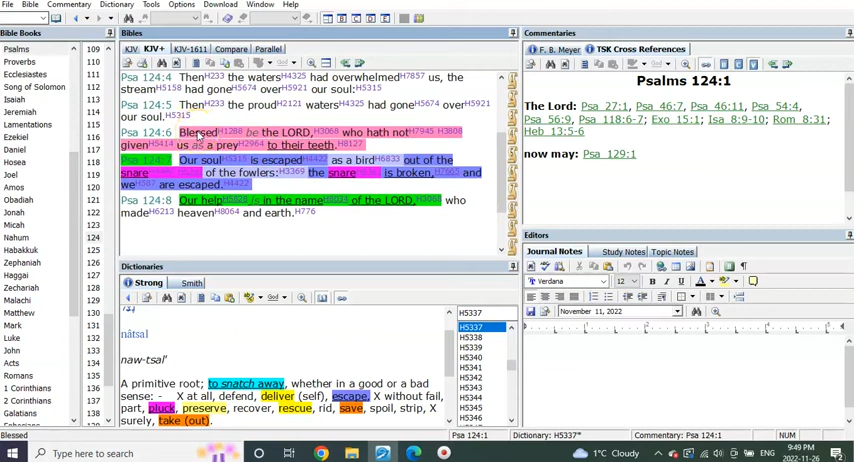 File View Commentary Dictionary Tools Options Download Window Help
Bible Books
Psalms 109
Proverbs 110
Ecclesiastes 111
Song of Solomon 112
Isaiah 113
Jeremiah 114
Lamentations 115
Ezekiel 116
Daniel 117
Hosea 118
Joel 119
Amos 120
Obadiah 121
Jonah 122
Micah 123
Nahum 124
Habakkuk 125
Zephaniah 126
Haggai 127
Zechariah 128
Malachi 129
Matthew 130
Mark 131
Luke 132
John 133
Acts 134
Romans 135
1 Corinthians 136
2 Corinthians 137
Galatians 138
Blessed
Bibles
KJV KJV+ KJV-1611 Compare Parallel
Psa 124:4 Then H233 the waters H4325 had overwhelmed H7857 us, the
stream H5158 had gone H5674 over H5921 our soul: H5315
Psa 124:5 Then H233 the proud H2121 waters H4325 had gone H5674 over H5921
our soul. H5315
Psa 124:6 Blessed H1288 be the LORD, H3068 who hath not H7945 H3808
given H5414 us as a prey H2964 to their teeth. H8127
Psa 124:7 Our soul H5315 is escaped H4422 as a bird H6833 out of the
snare of the fowlers: H3369 the snare is broken, H7665 and
we H587 are escaped. H4422
Psa 124:8 Our help H5828 is in the name H8034 of the LORD, H3068 who
made H6213 heaven H8064 and earth. H776
Dictionaries
Strong Smith
nâtsal
naw-tsal'
A primitive root; to snatch away, whether in a good or a bad
sense: - X at all, defend, deliver (self), escape, X without fail,
part, pluck, preserve, recover, rescue, rid, save, spoil, strip, X
surely, take (out).
H5337
H5337
H5338
H5339
H5340
H5341
H5342
H5343
H5344
H5345
H5346
Commentaries
F. B. Meyer TSK Cross References
Psalms 124:1
The Lord: Psa 27:1, Psa 46:7, Psa 46:11, Psa 54:4,
Psa 56:9, Psa 118:6-7, Exo 15:1, Isa 8:9-10, Rom 8:31,
Heb 13:5-6
now may: Psa 129:1
Editors
Journal Notes Study Notes Topic Notes
Verdana 12 B I U A
November 11, 2022
1 2 3 4 5
Psa 124:1 Dictionary: H5337* Commentary: Psa 124:1 NUM
Type here to search
1°C Cloudy ENG
9:49 PM
2022-11-26
2